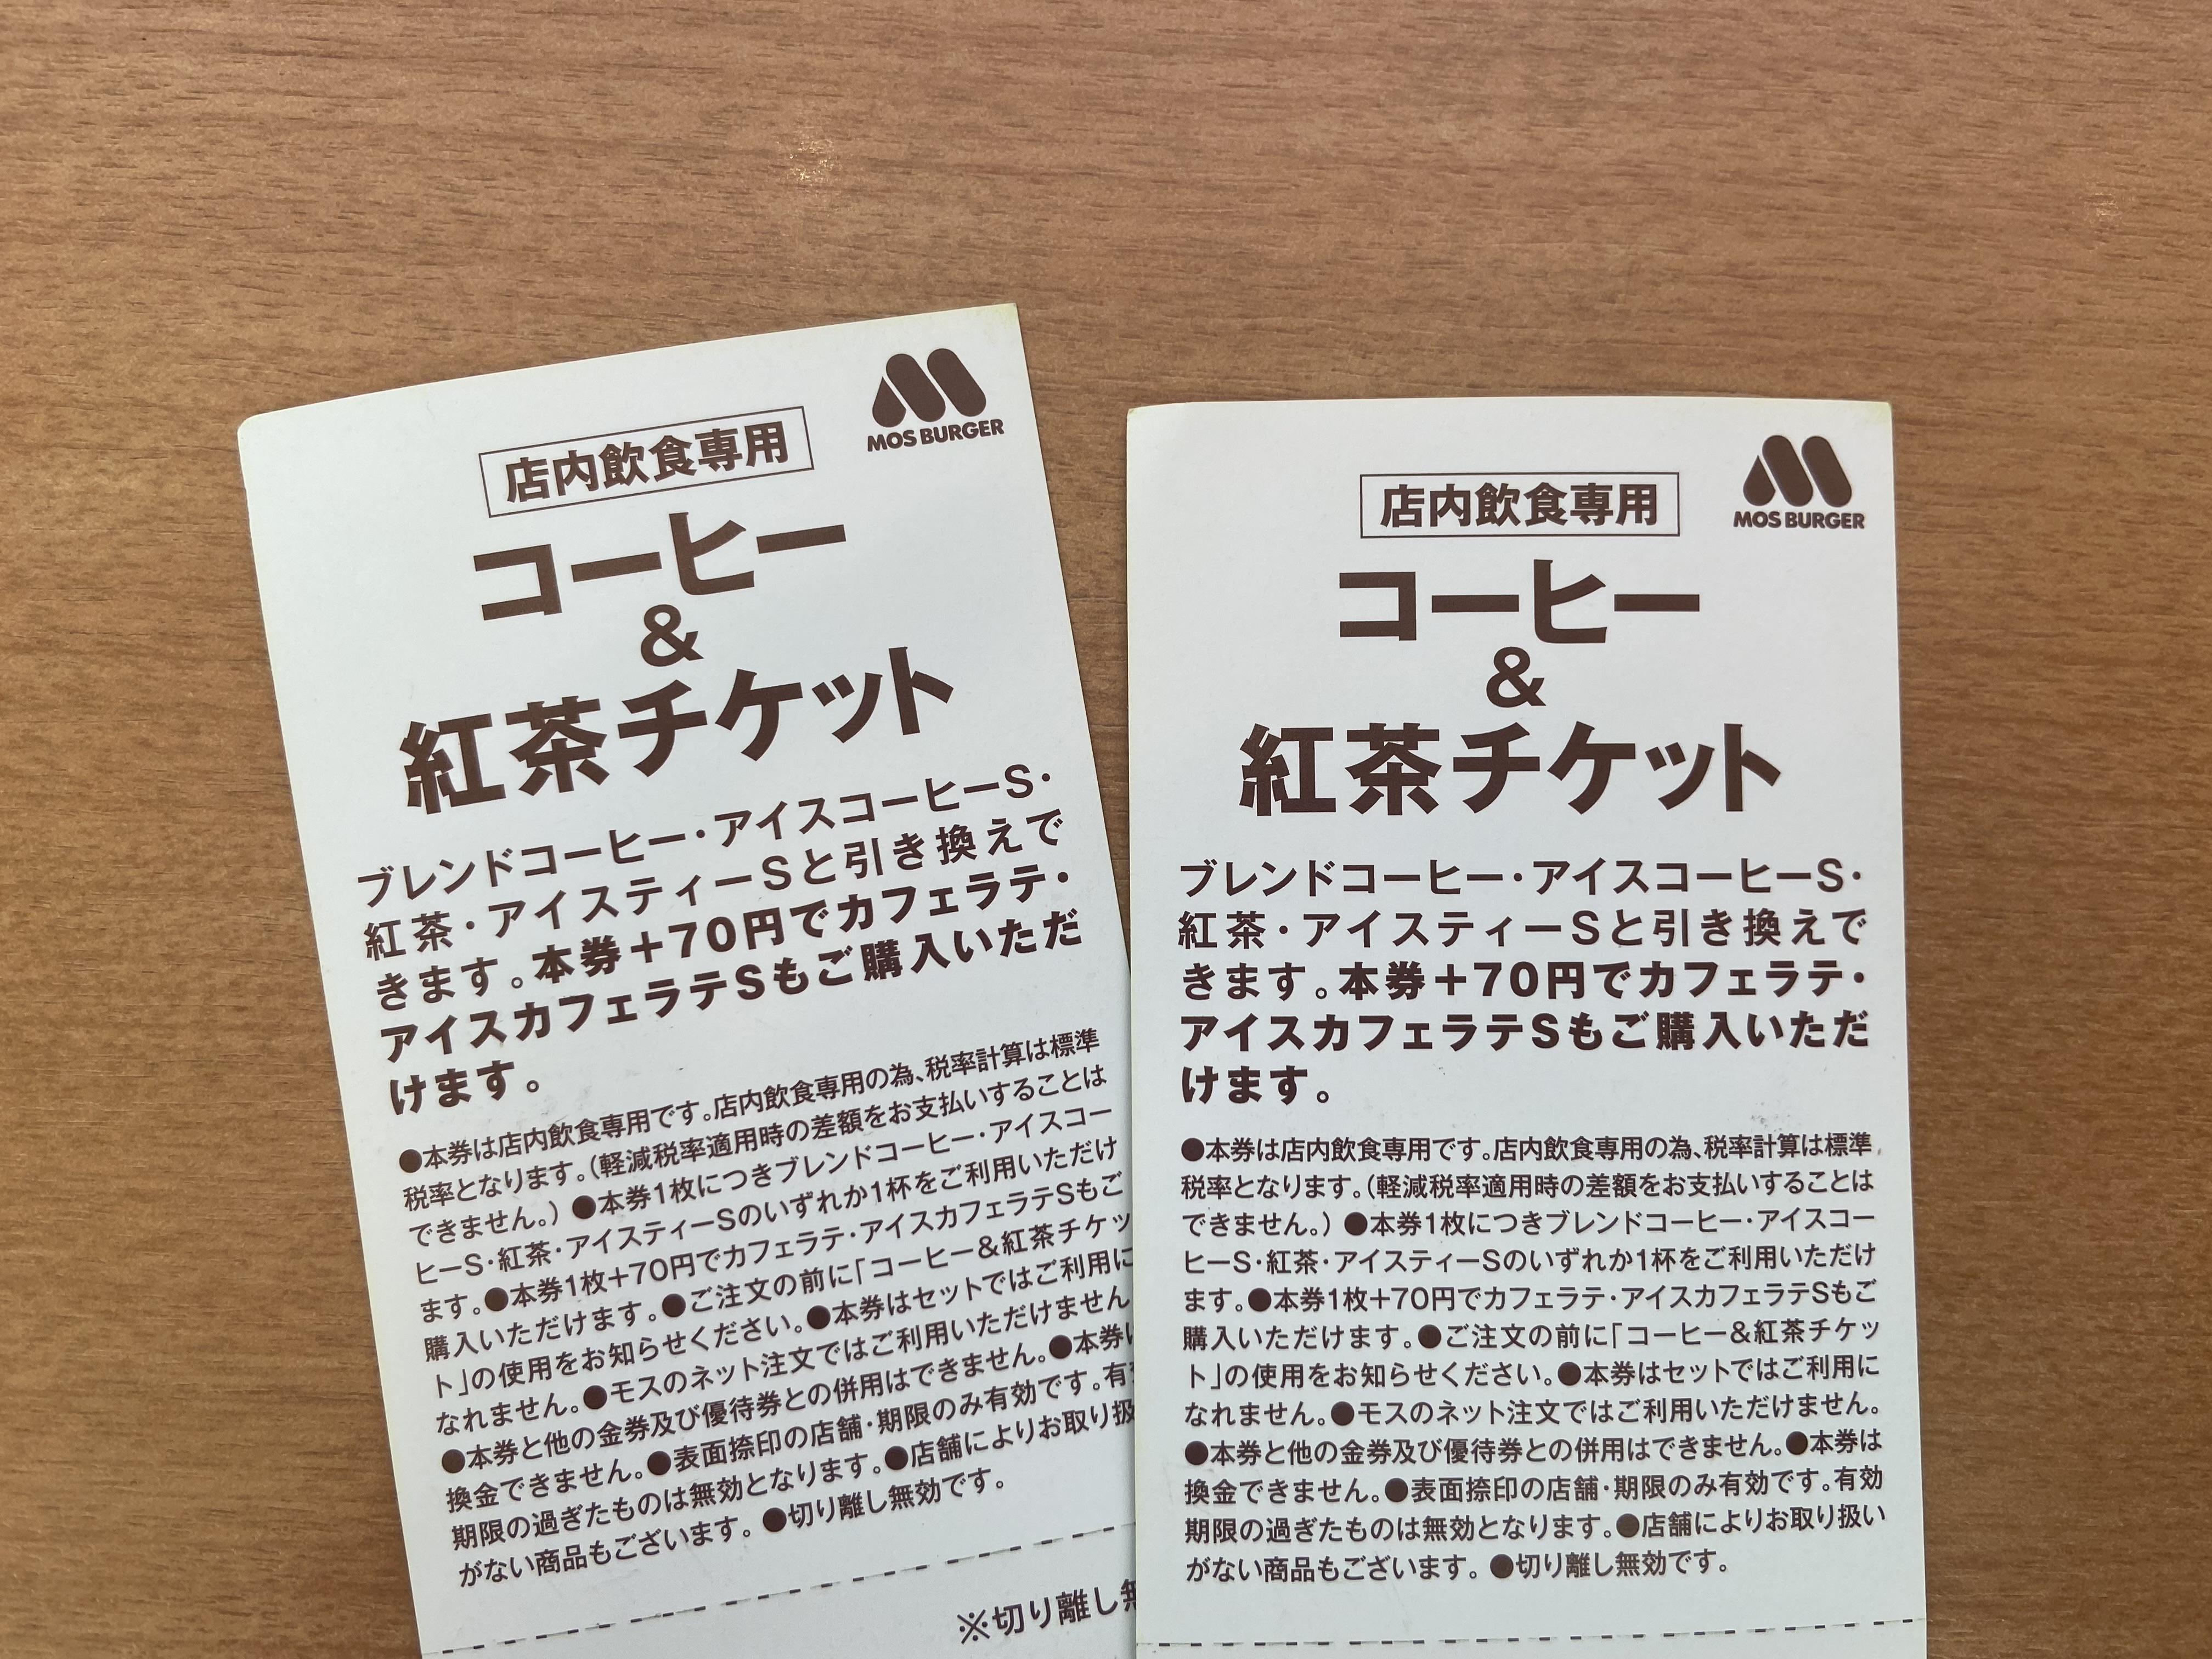 MOS BURGER
店内飲食専用
コーヒー
&
紅茶チケット
ブレンドコーヒー・アイスコーヒーS・
紅茶・アイスティーSと引き換えで
きます。本券+70円でカフェラテ・
アイスカフェラテSもご購入いただ
けます。
●本券は店内飲食専用です。店内飲食専用の為、税率計算は標準
税率となります。(軽減税率適用時の差額をお支払いすることは
できません。) ●本券1枚につきブレンドコーヒー・アイスコー
ヒーS・紅茶・アイスティーSのいずれか1杯をご利用いただけ
ます。●本券1枚+70円でカフェラテ・アイスカフェラテSもご
購入いただけます。●ご注文の前に「コーヒー&紅茶チケッ
ト」の使用をお知らせください。●本券はセットではご利用に
なれません。●モスのネット注文ではご利用いただけません
●本券と他の金券及び優待券との併用はできません。●本券は
換金できません。●表面捺印の店舗・期限のみ有効です。有
期限の過ぎたものは無効となります。●店舗によりお取り扱
がない商品もございます。 ●切り離し無効です。
※切り離し無
MOS BURGER
店内飲食専用
コーヒー
&
紅茶チケット
ブレンドコーヒー・アイスコーヒーS・
紅茶・アイスティーSと引き換えで
きます。本券+70円でカフェラテ・
アイスカフェラテSもご購入いただ
けます。
●本券は店内飲食専用です。店内飲食専用の為、税率計算は標準
税率となります。(軽減税率適用時の差額をお支払いすることは
できません。) ●本券1枚につきブレンドコーヒー・アイスコー
ヒーS・紅茶・アイスティーSのいずれか1杯をご利用いただけ
ます。●本券1枚+70円でカフェラテ・アイスカフェラテSもご
購入いただけます。●ご注文の前に「コーヒー&紅茶チケッ
ト」の使用をお知らせください。●本券はセットではご利用に
なれません。●モスのネット注文ではご利用いただけません。
●本券と他の金券及び優待券との併用はできません。●本券は
換金できません。●表面捺印の店舗・期限のみ有効です。有効
期限の過ぎたものは無効となります。●店舗によりお取り扱い
がない商品もございます。 ●切り離し無効です。